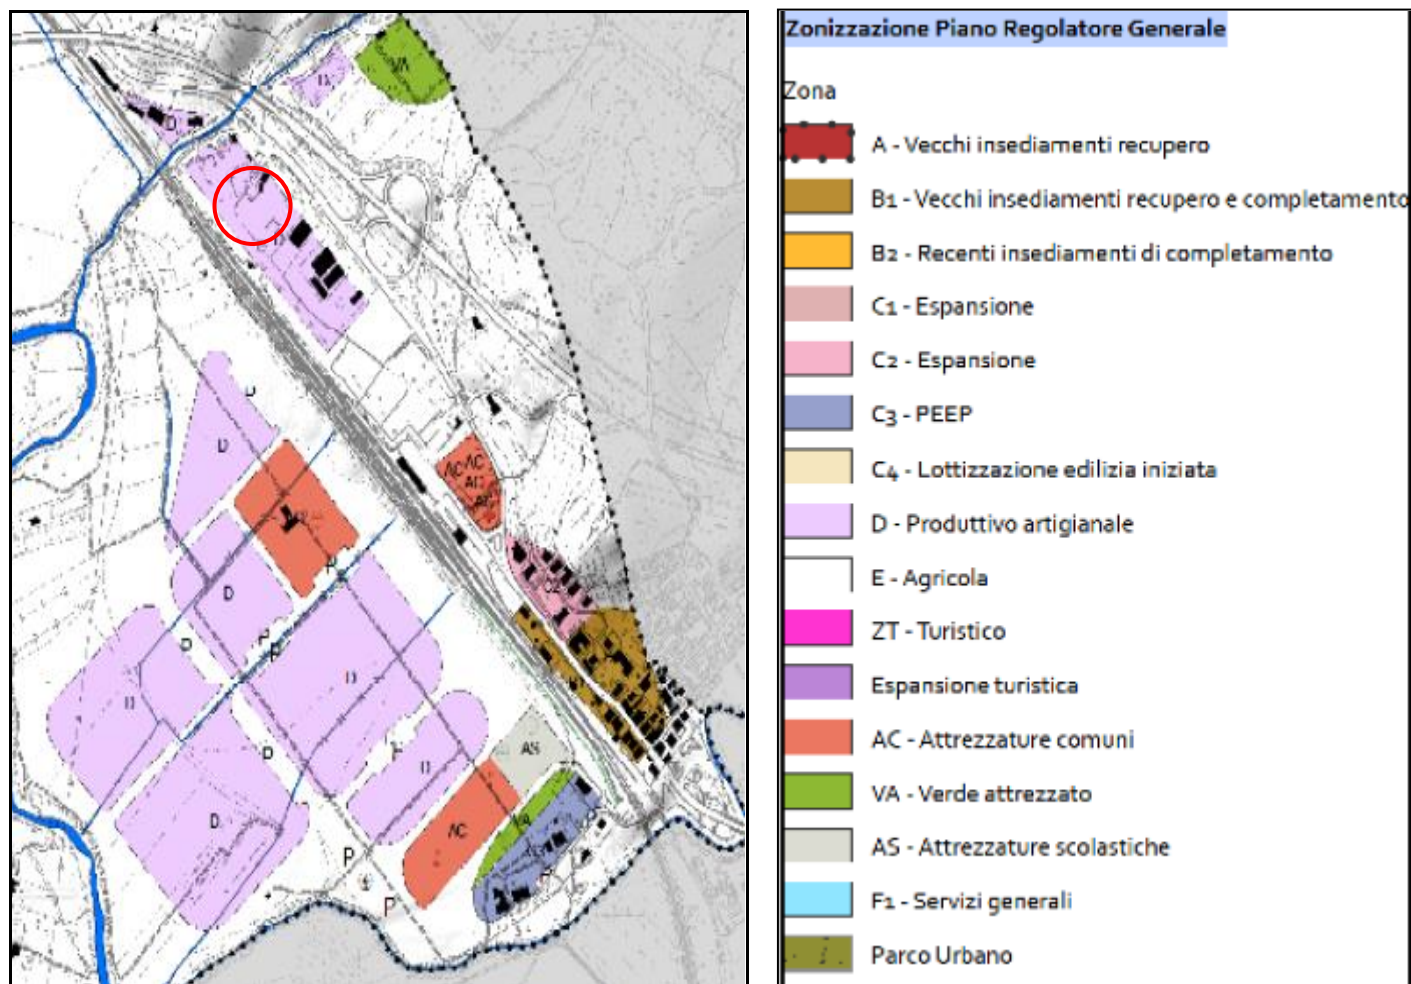 VA
D
D
D
D
D
AC AC
AC
AC
D
P
C2
D
P
P
D
D
D
D
P
D
AS
D
AC
VA
P
P
P
Zonizzazione Piano Regolatore Generale
Zona
A - Vecchi insediamenti recupero
B1 - Vecchi insediamenti recupero e completamento
B2 - Recenti insediamenti di completamento
C1 - Espansione
C2 - Espansione
C3 - PEEP
C4 - Lottizzazione edilizia iniziata
D - Produttivo artigianale
E - Agricola
ZT - Turistico
Espansione turistica
AC - Attrezzature comuni
VA - Verde attrezzato
AS - Attrezzature scolastiche
F1 - Servizi generali
Parco Urbano